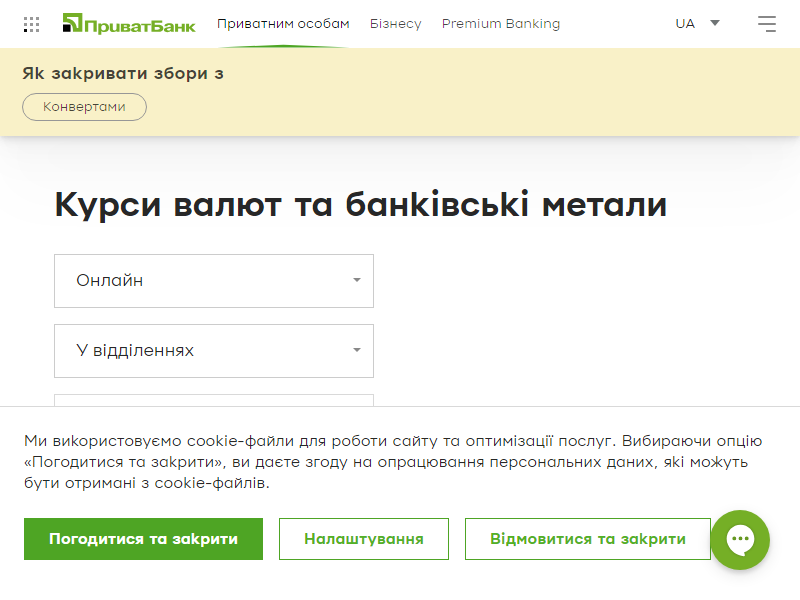 ПриватБанк
Приватним особам
Бізнесу
Premium Banking
UA
Як закривати збори з
Конвертами
Курси валют та банківські метали
Онлайн
У відділеннях
Ми використовуємо cookie-файли для роботи сайту та оптимізації послуг. Вибираючи опцію
«Погодитися та закрити», ви даєте згоду на опрацювання персональних даних, які можуть
бути отримані з cookie-файлів.
Погодитися та закрити
Налаштування
Відмовитися та закрити